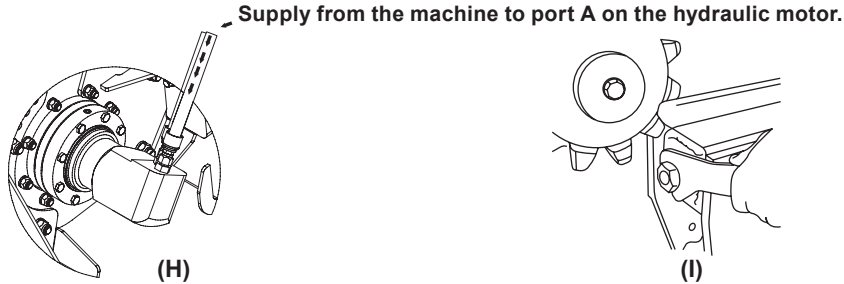 Supply from the machine to port A on the hydraulic motor.
(H)
(I)